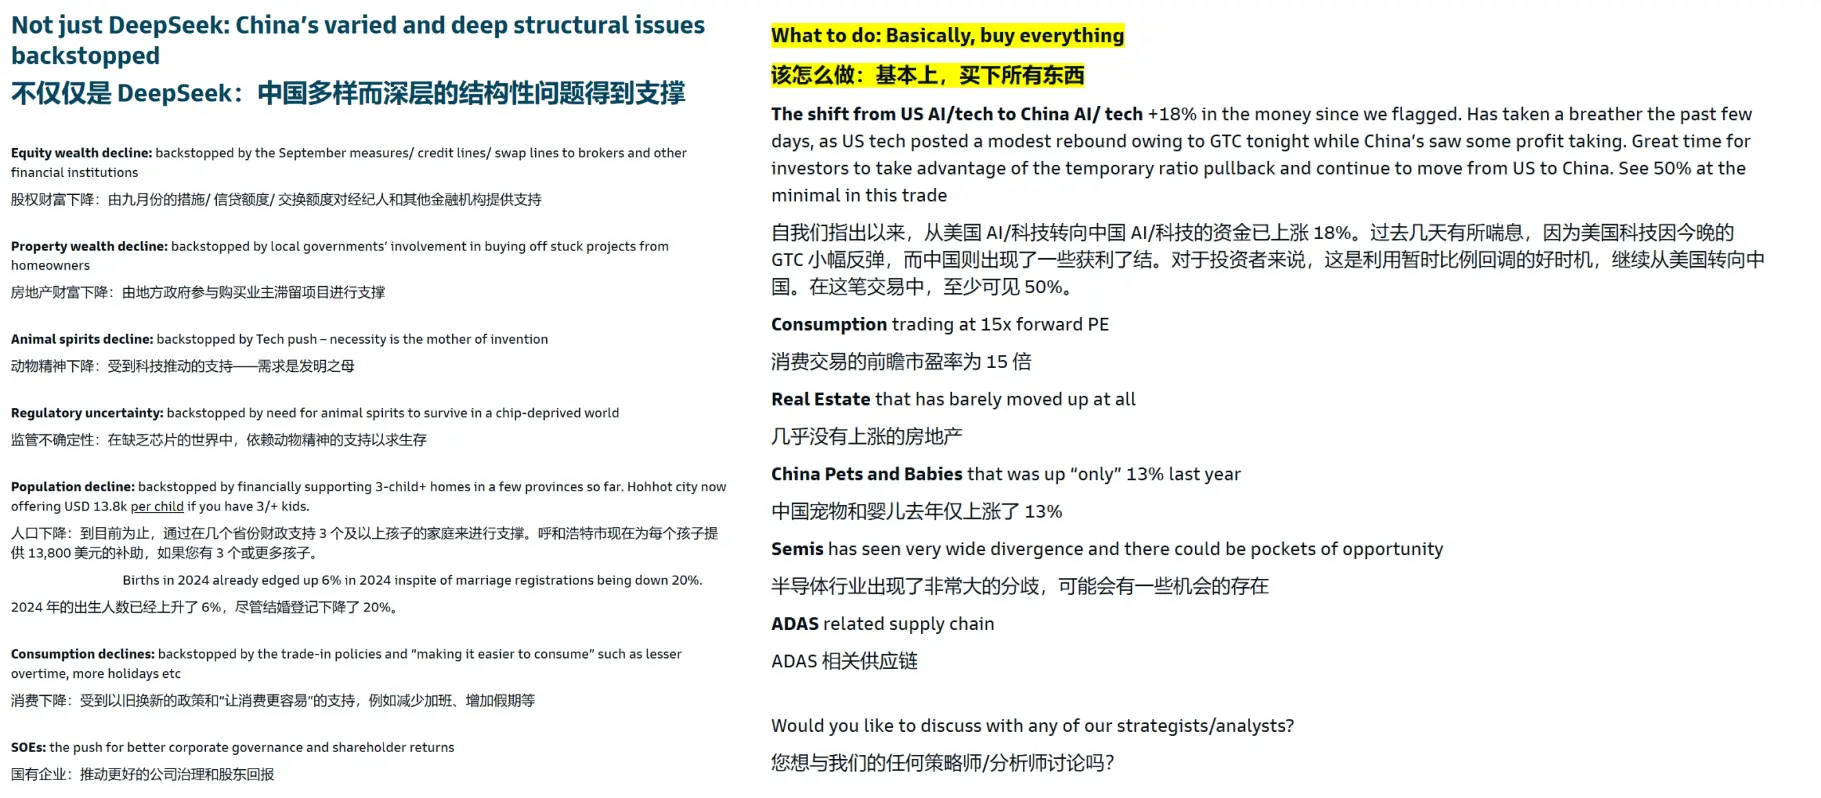 Not just DeepSeek: China's varied and deep structural issues
backstopped
不仅仅是 DeepSeek：中国多样而深层的结构性问题得到支撑
Equity wealth decline: backstopped by the September measures/ credit lines/ swap lines to brokers and other
financial institutions
股权财富下降：由九月份的措施/ 信贷额度/ 交换额度对经纪人和其他金融机构提供支持
Property wealth decline: backstopped by local governments' involvement in buying off stuck projects from
homeowners
房地产财富下降：由地方政府参与购买业主滞留项目进行支撑
Animal spirits decline: backstopped by Tech push – necessity is the mother of invention
动物精神下降：受到科技推动的支持——需求是发明之母
Regulatory uncertainty: backstopped by need for animal spirits to survive in a chip-deprived world
监管不确定性：在缺乏芯片的世界中，依赖动物精神的支持以求生存
Population decline: backstopped by financially supporting 3-child+ homes in a few provinces so far. Hohhot city now
offering USD 13.8k per child if you have 3/+ kids.
人口下降：到目前为止，通过在几个省份财政支持 3 个及以上孩子的家庭来进行支撑。呼和浩特市现在为每个孩子提
供 13,800 美元的补助，如果您有 3 个或更多孩子。
Births in 2024 already edged up 6% in 2024 inspite of marriage registrations being down 20%.
2024 年的出生人数已经上升了 6%，尽管结婚登记下降了 20%。
Consumption declines: backstopped by the trade-in policies and “making it easier to consume” such as lesser
overtime, more holidays etc
消费下降：受到以旧换新的政策和“让消费更容易”的支持，例如减少加班、增加假期等
SOEs: the push for better corporate governance and shareholder returns
国有企业：推动更好的公司治理和股东回报
What to do: Basically, buy everything
该怎么做：基本上，买下所有东西
The shift from US AI/tech to China AI/ tech +18% in the money since we flagged. Has taken a breather the past few
days, as US tech posted a modest rebound owing to GTC tonight while China's saw some profit taking. Great time for
investors to take advantage of the temporary ratio pullback and continue to move from US to China. See 50% at the
minimal in this trade
自我们指出以来，从美国 AI/科技转向中国 AI/科技的资金已上涨 18%。过去几天有所喘息，因为美国科技因今晚的
GTC 小幅反弹，而中国则出现了一些获利了结。对于投资者来说，这是利用暂时比例回调的好时机，继续从美国转向中
国。在这笔交易中，至少可见 50%。
Consumption trading at 15x forward PE
消费交易的前瞻市盈率为 15 倍
Real Estate that has barely moved up at all
几乎没有上涨的房地产
China Pets and Babies that was up “only” 13% last year
中国宠物和婴儿去年仅上涨了 13%
Semis has seen very wide divergence and there could be pockets of opportunity
半导体行业出现了非常大的分歧，可能会有一些机会的存在
ADAS related supply chain
ADAS 相关供应链
Would you like to discuss with any of our strategists/analysts?
您想与我们的任何策略师/分析师讨论吗？